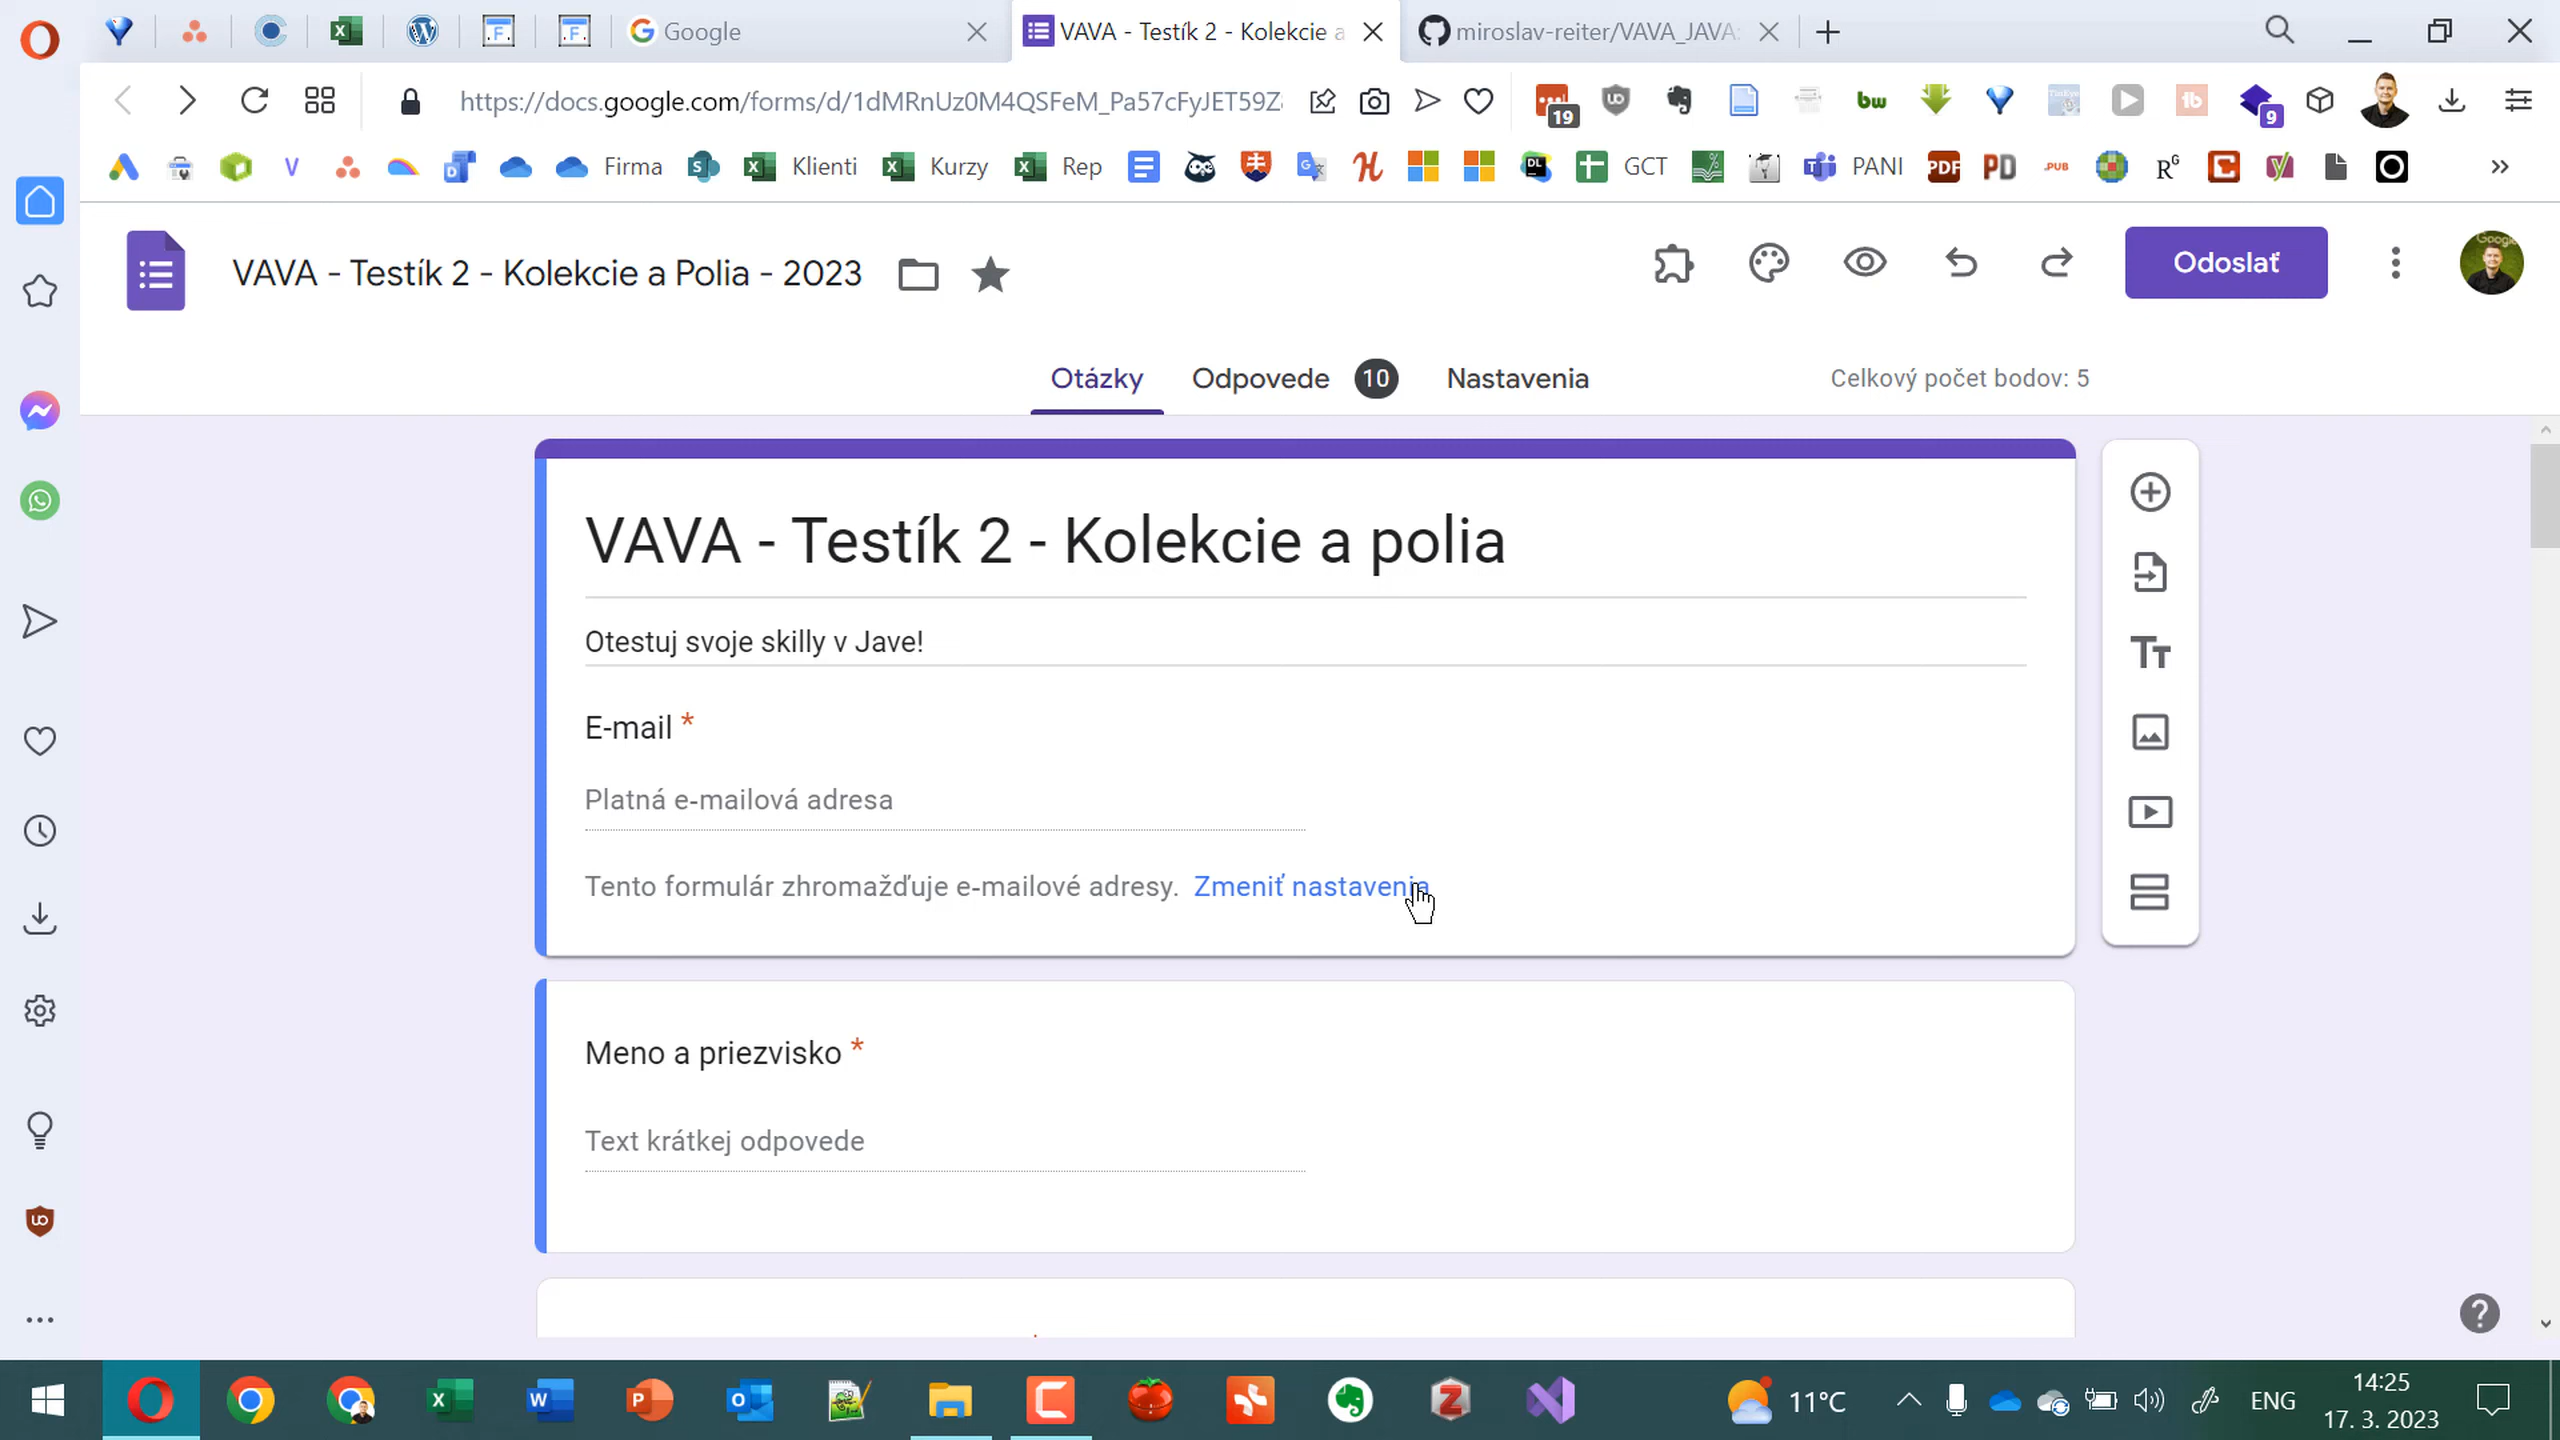 Google
VAVA - Testík 2 - Kolekcie a
miroslav-reiter/VAVA_JAVA
https://docs.google.com/forms/d/1dMRnUz0M4QSFeM_Pa57cFyJET59Z
19
bw
9
Firma
Klienti
Kurzy
Rep
GCT
PANI
PDF
PD
.PUB
VAVA - Testík 2 - Kolekcie a Polia - 2023
Odoslať
Otázky
Odpovede 10
Nastavenia
Celkový počet bodov: 5
VAVA - Testík 2 - Kolekcie a polia
Otestuj svoje skilly v Jave!
E-mail *
Platná e-mailová adresa
Tento formulár zhromažďuje e-mailové adresy. Zmeniť nastavenia
Meno a priezvisko *
Text krátkej odpovede
11°C
ENG
14:25
17. 3. 2023